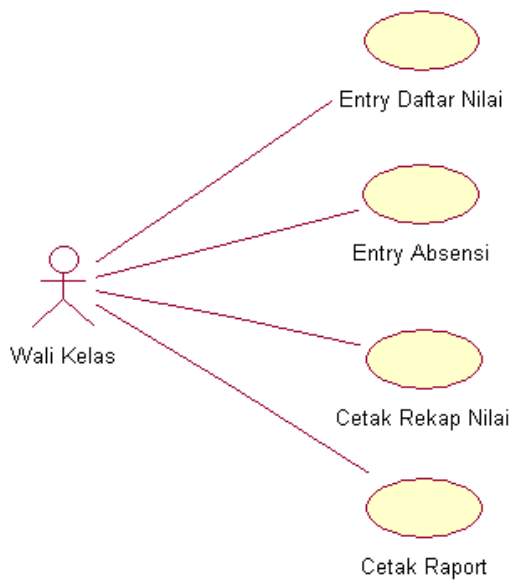 Entry Daftar Nilai
Entry Absensi
Wali Kelas
Cetak Rekap Nilai
Cetak Raport